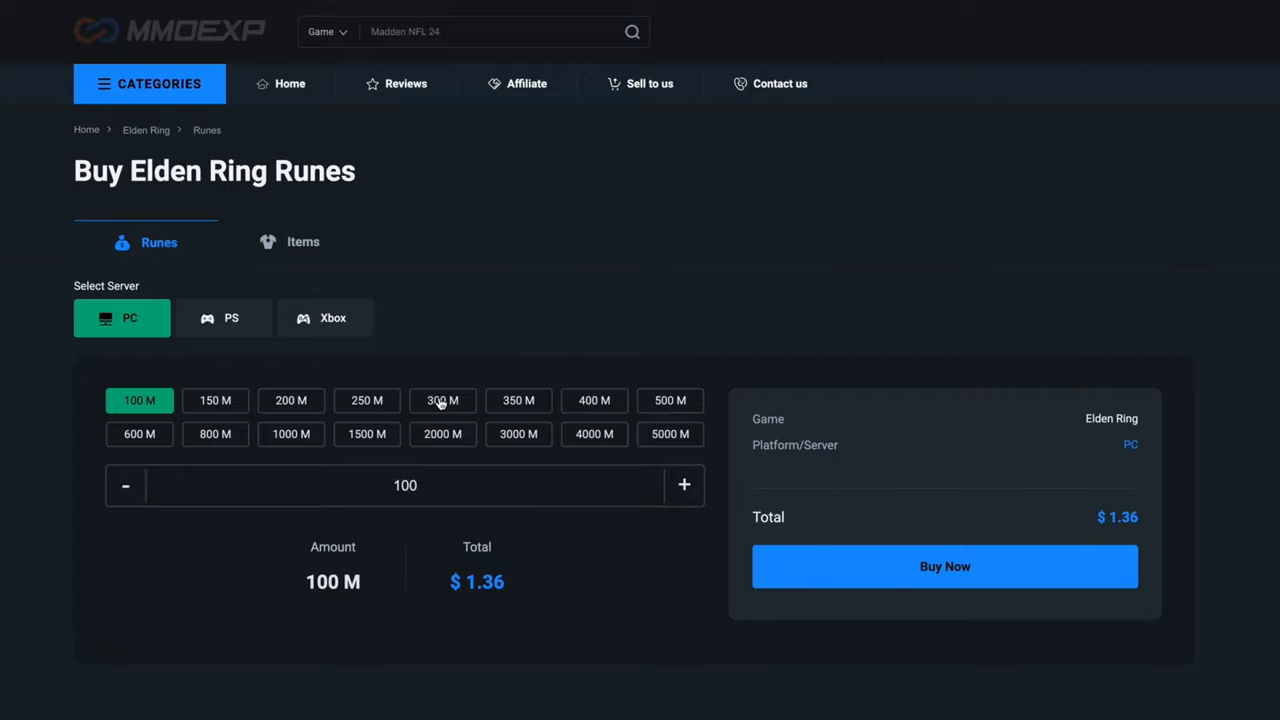 MMOEXP
Game
Madden NFL 24
CATEGORIES
Home
Reviews
Affiliate
Sell to us
Contact us
Home > Elden Ring > Runes
Buy Elden Ring Runes
Runes
Items
Select Server
PC
PS
Xbox
100 M
150 M
200 M
250 M
300 M
350 M
400 M
500 M
600 M
800 M
1000 M
1500 M
2000 M
3000 M
4000 M
5000 M
- 100 +
Amount
Total
100 M
$ 1.36
Game
Elden Ring
Platform/Server
PC
Total
$ 1.36
Buy Now